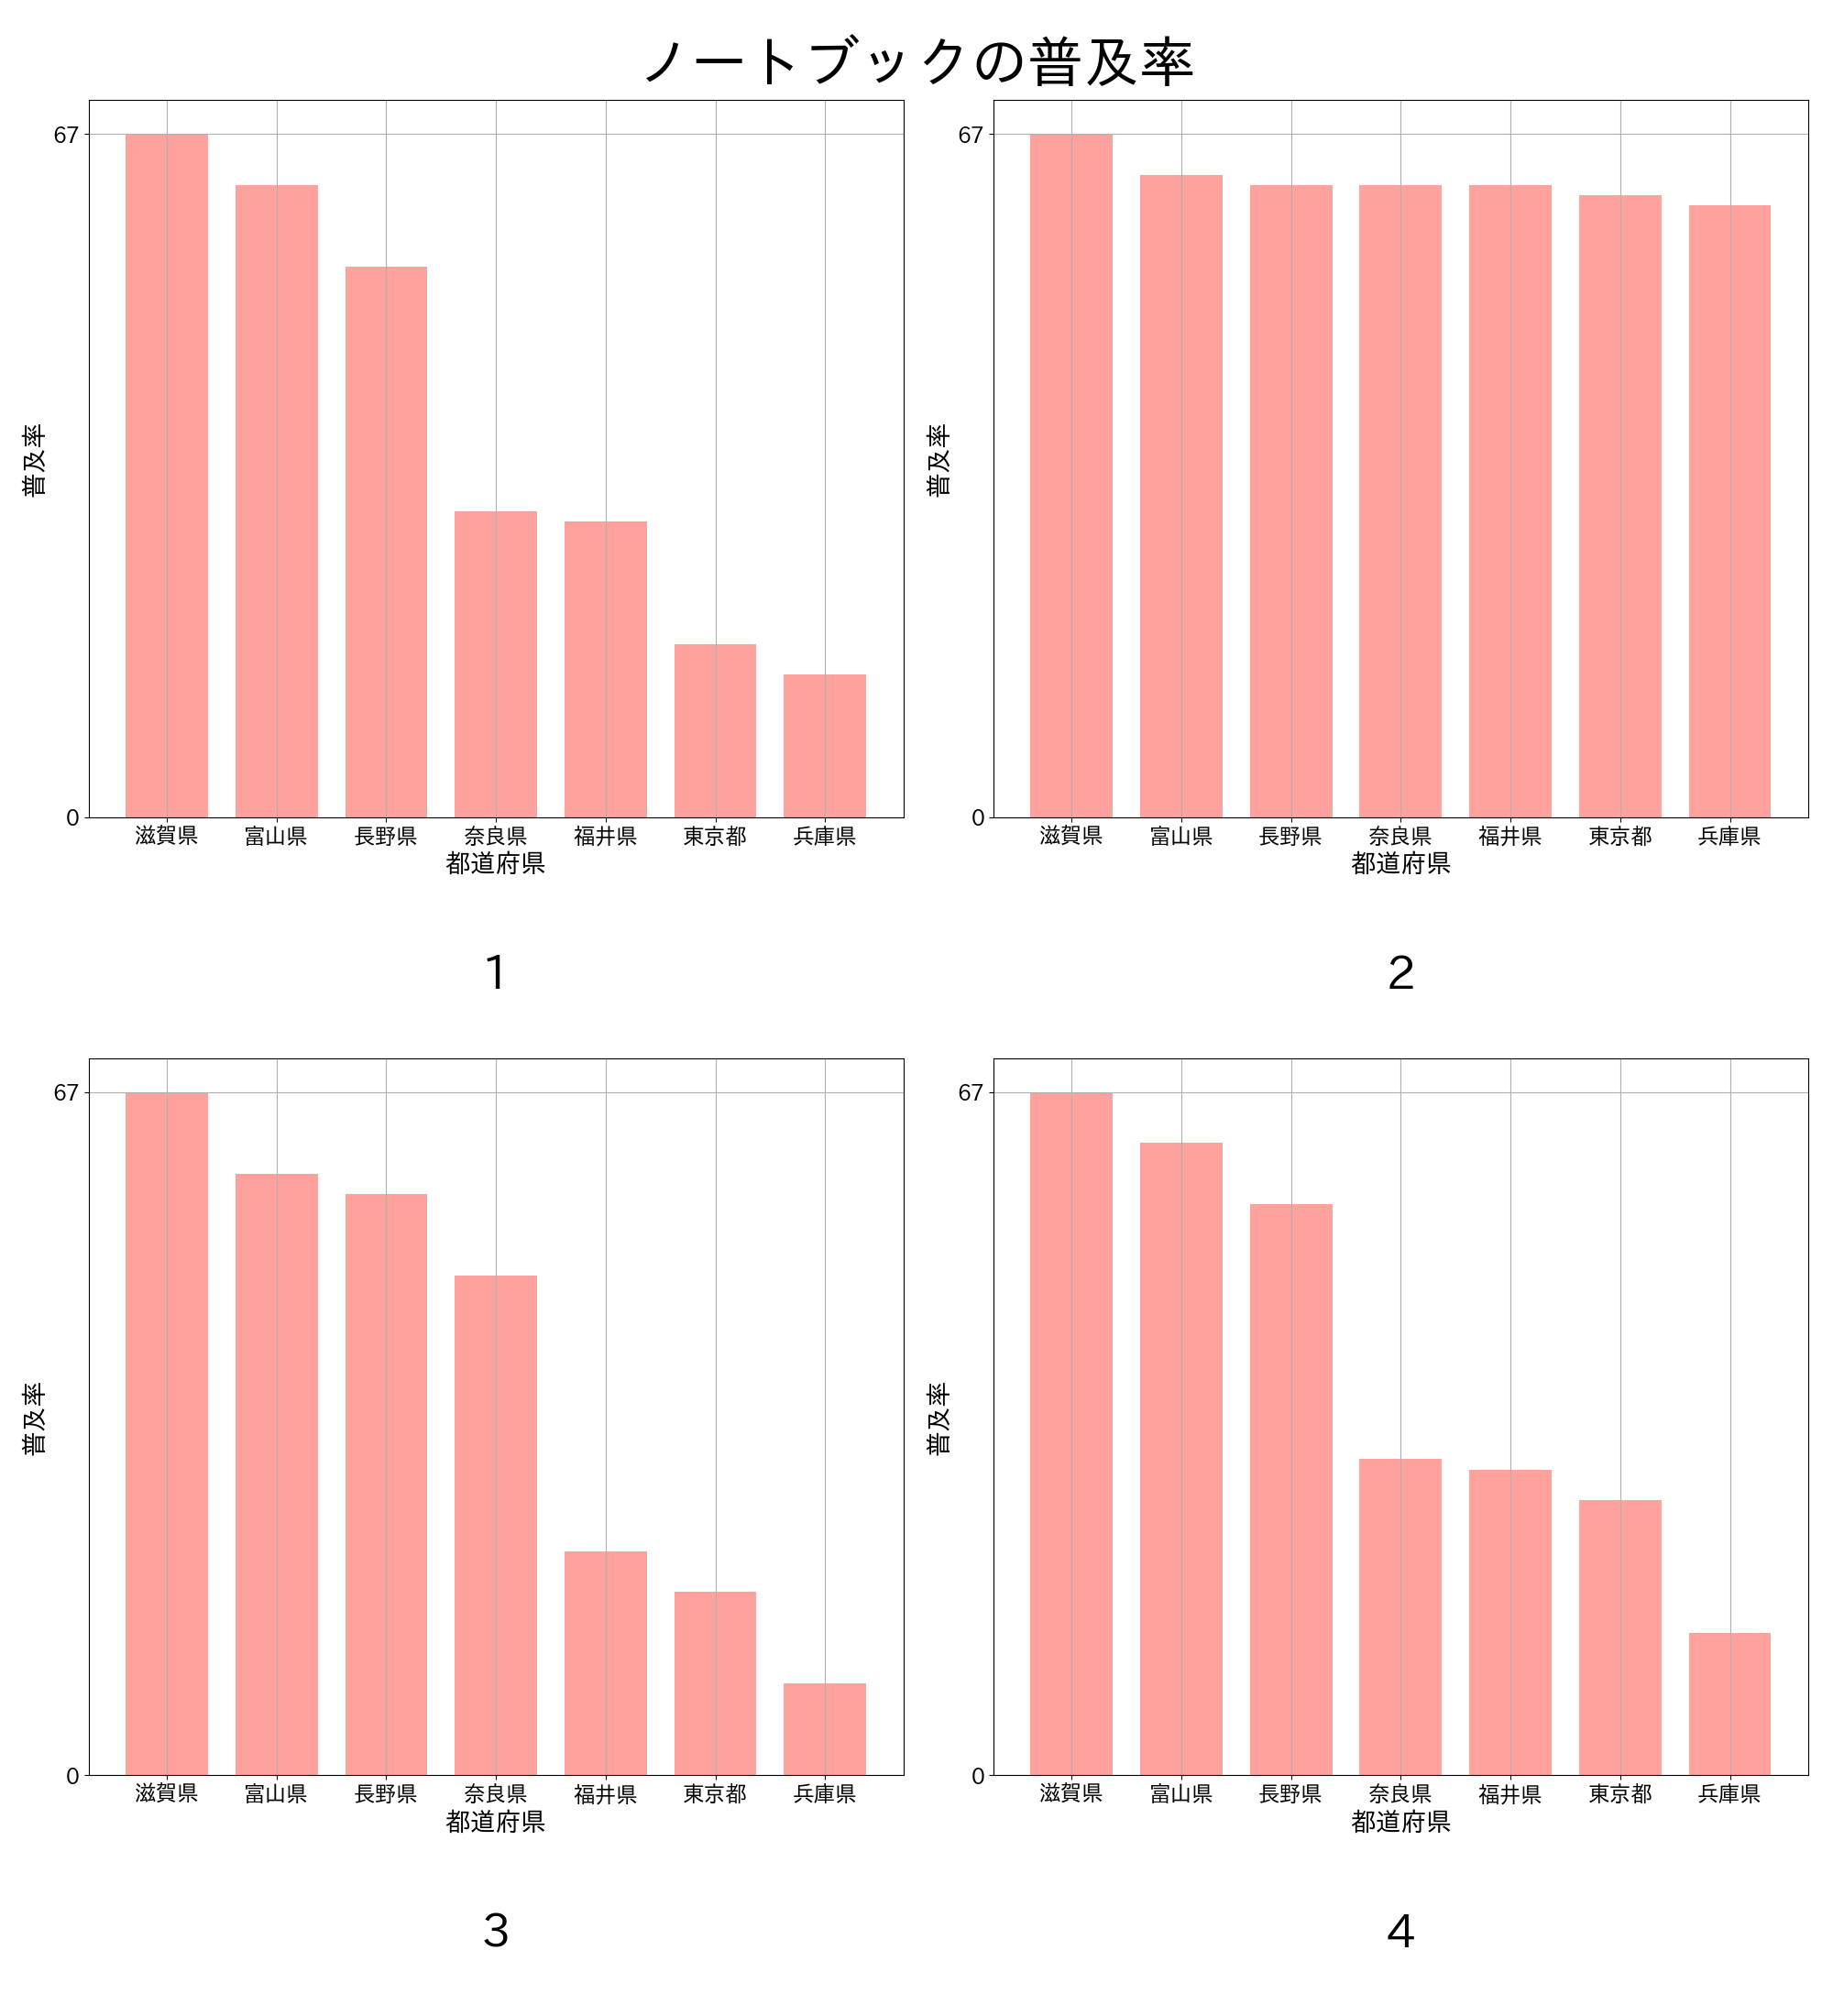 ノートブックの普及率
67
0
普及率
滋賀県 富山県 長野県 奈良県 福井県 東京都 兵庫県
都道府県
1
67
0
普及率
滋賀県 富山県 長野県 奈良県 福井県 東京都 兵庫県
都道府県
2
67
0
普及率
滋賀県 富山県 長野県 奈良県 福井県 東京都 兵庫県
都道府県
3
67
0
普及率
滋賀県 富山県 長野県 奈良県 福井県 東京都 兵庫県
都道府県
4